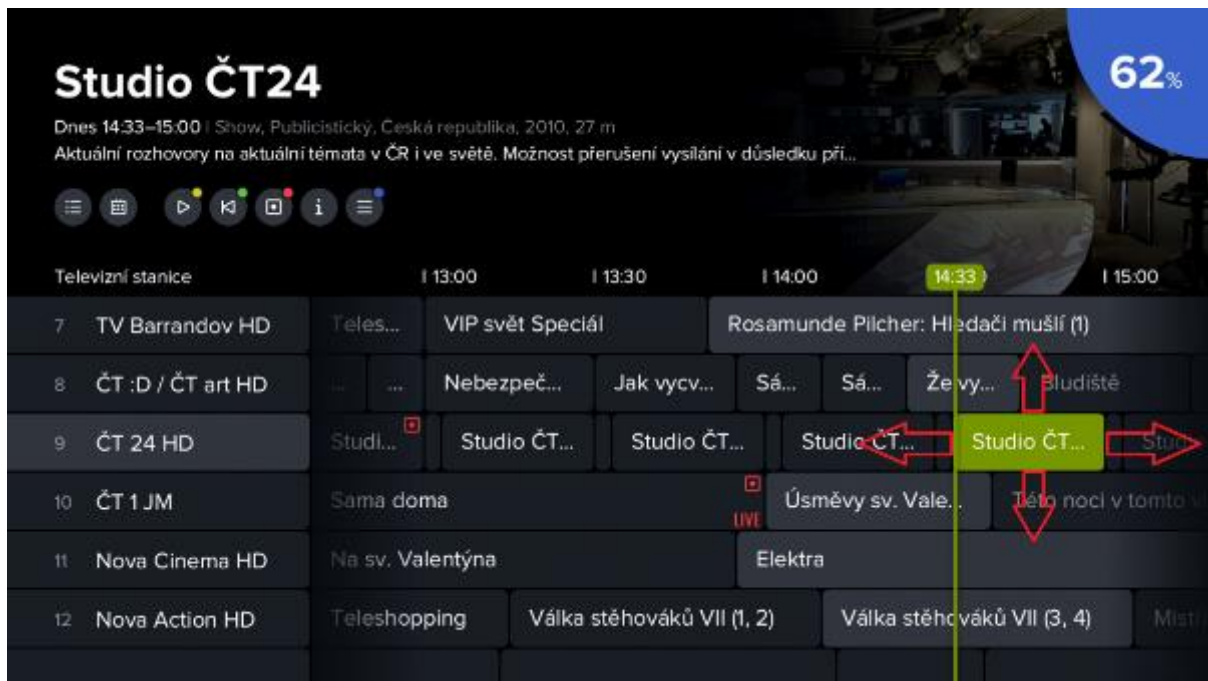 Studio ČT24
62%
Dnes 14:33–15:00 | Show, Publicistický, Česká republika, 2010, 27 m
Aktuální rozhovory na aktuální témata v ČR i ve světě. Možnost přerušení vysílání v důsledku pří...
Televizní stanice 13:00 13:30 14:00 14:33 15:00
7 TV Barrandov HD Teles... VIP svět Speciál Rosamunde Pilcher: Hledači mušlí (1)
8 ČT :D / ČT art HD ... ... Nebezpeč... Jak vycv... Sá... Sá... Že vy... Bludiště
9 ČT 24 HD Studi... Studio ČT... Studio ČT... Studio ČT... Studio ČT... Studi
10 ČT 1 JM Sama doma LIVE Úsměvy sv. Vale... Této noci v tomto
11 Nova Cinema HD Na sv. Valentýna Elektra
12 Nova Action HD Teleshopping Válka stěhováků VII (1, 2) Válka stěhováků VII (3, 4) Mistři